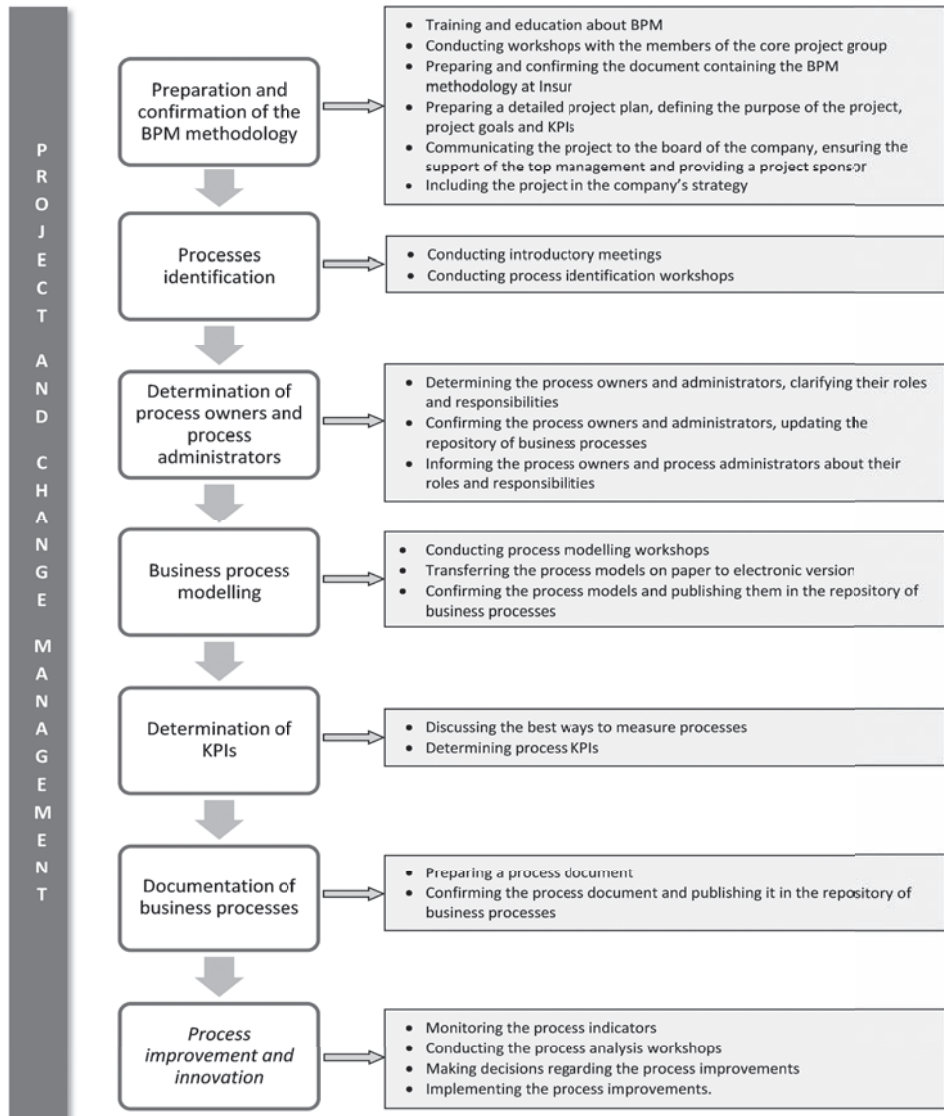 PROJECT AND CHANGE MANAGEMENT
Preparation and
confirmation of the
BPM methodology
• Training and education about BPM
• Conducting workshops with the members of the core project group
• Preparing and confirming the document containing the BPM
methodology at Insur
• Preparing a detailed project plan, defining the purpose of the project,
project goals and KPIs
• Communicating the project to the board of the company, ensuring the
support of the top management and providing a project sponsor
• Including the project in the company's strategy
Processes
identification
• Conducting introductory meetings
• Conducting process identification workshops
Determination of
process owners and
process
administrators
• Determining the process owners and administrators, clarifying their roles
and responsibilities
• Confirming the process owners and administrators, updating the
repository of business processes
• Informing the process owners and process administrators about their
roles and responsibilities
Business process
modelling
• Conducting process modelling workshops
• Transferring the process models on paper to electronic version
• Confirming the process models and publishing them in the repository of
business processes
Determination of
KPIs
• Discussing the best ways to measure processes
• Determining process KPIs
Documentation of
business processes
• Preparing a process document
• Confirming the process document and publishing it in the repository of
business processes
Process
improvement and
innovation
• Monitoring the process indicators
• Conducting the process analysis workshops
• Making decisions regarding the process improvements
• Implementing the process improvements.